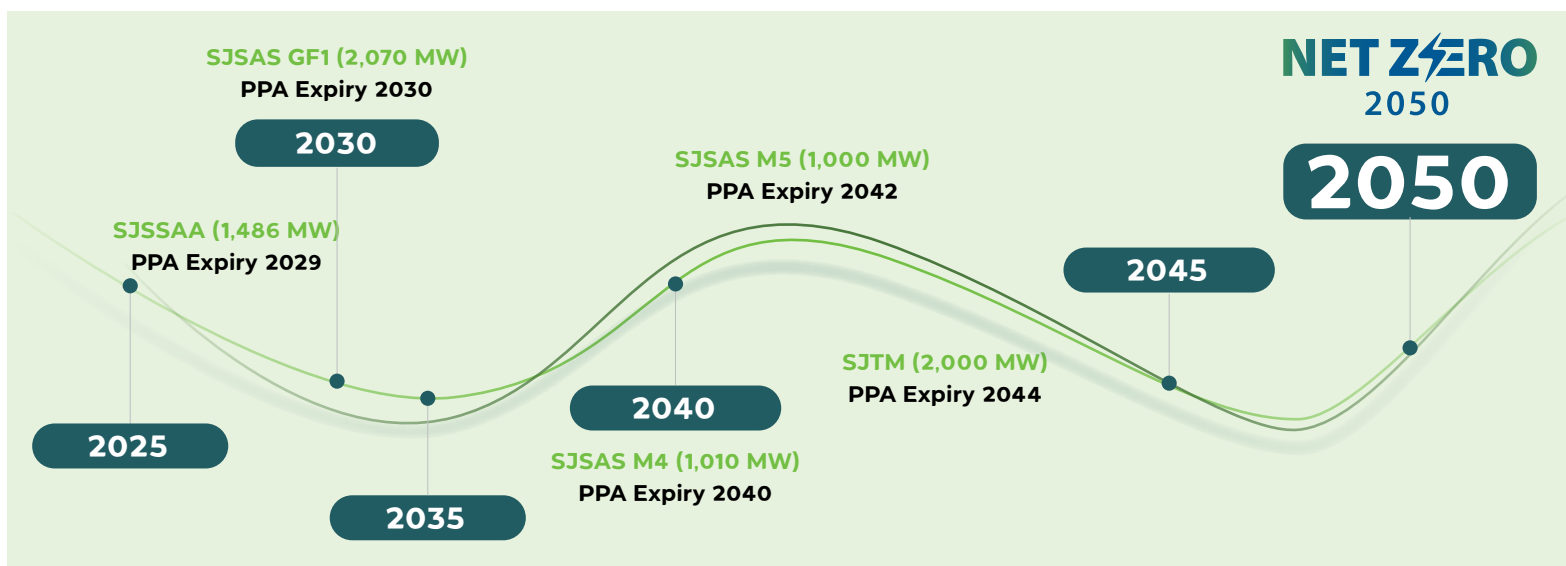 SJSAS GF1 (2,070 MW)
PPA Expiry 2030
2030
NET ZERO
2050
2050
SJSAS M5 (1,000 MW)
PPA Expiry 2042
SJSSAA (1,486 MW)
PPA Expiry 2029
2045
2025
2035
2040
SJSAS M4 (1,010 MW)
PPA Expiry 2040
SJTM (2,000 MW)
PPA Expiry 2044